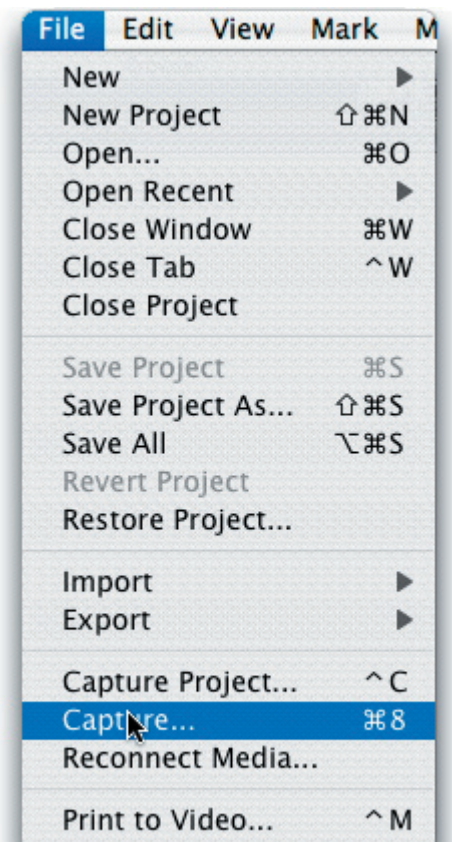 File Edit View Mark M
New ▶
New Project ⇧⌘N
Open... ⌘O
Open Recent ▶
Close Window ⌘W
Close Tab ^W
Close Project
Save Project ⌘S
Save Project As... ⇧⌘S
Save All ⌥⌘S
Revert Project
Restore Project...
Import ▶
Export ▶
Capture Project... ^C
Capture... ⌘8
Reconnect Media...
Print to Video... ^M